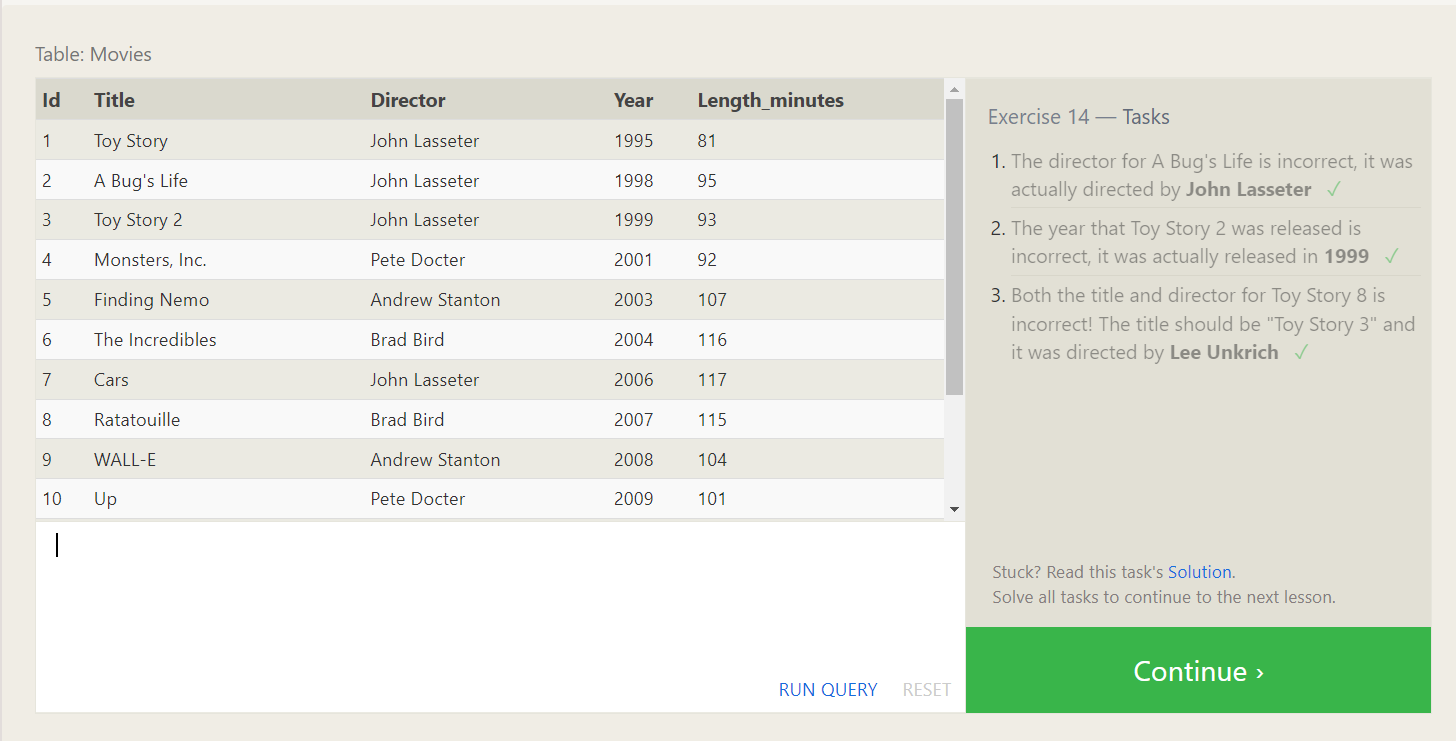 Table: Movies
Id Title Director Year Length_minutes
1 Toy Story John Lasseter 1995 81
2 A Bug's Life John Lasseter 1998 95
3 Toy Story 2 John Lasseter 1999 93
4 Monsters, Inc. Pete Docter 2001 92
5 Finding Nemo Andrew Stanton 2003 107
6 The Incredibles Brad Bird 2004 116
7 Cars John Lasseter 2006 117
8 Ratatouille Brad Bird 2007 115
9 WALL-E Andrew Stanton 2008 104
10 Up Pete Docter 2009 101
RUN QUERY RESET
Exercise 14 — Tasks
1. The director for A Bug's Life is incorrect, it was
actually directed by John Lasseter ✓
2. The year that Toy Story 2 was released is
incorrect, it was actually released in 1999 ✓
3. Both the title and director for Toy Story 8 is
incorrect! The title should be "Toy Story 3" and
it was directed by Lee Unkrich ✓
Stuck? Read this task's Solution.
Solve all tasks to continue to the next lesson.
Continue ›